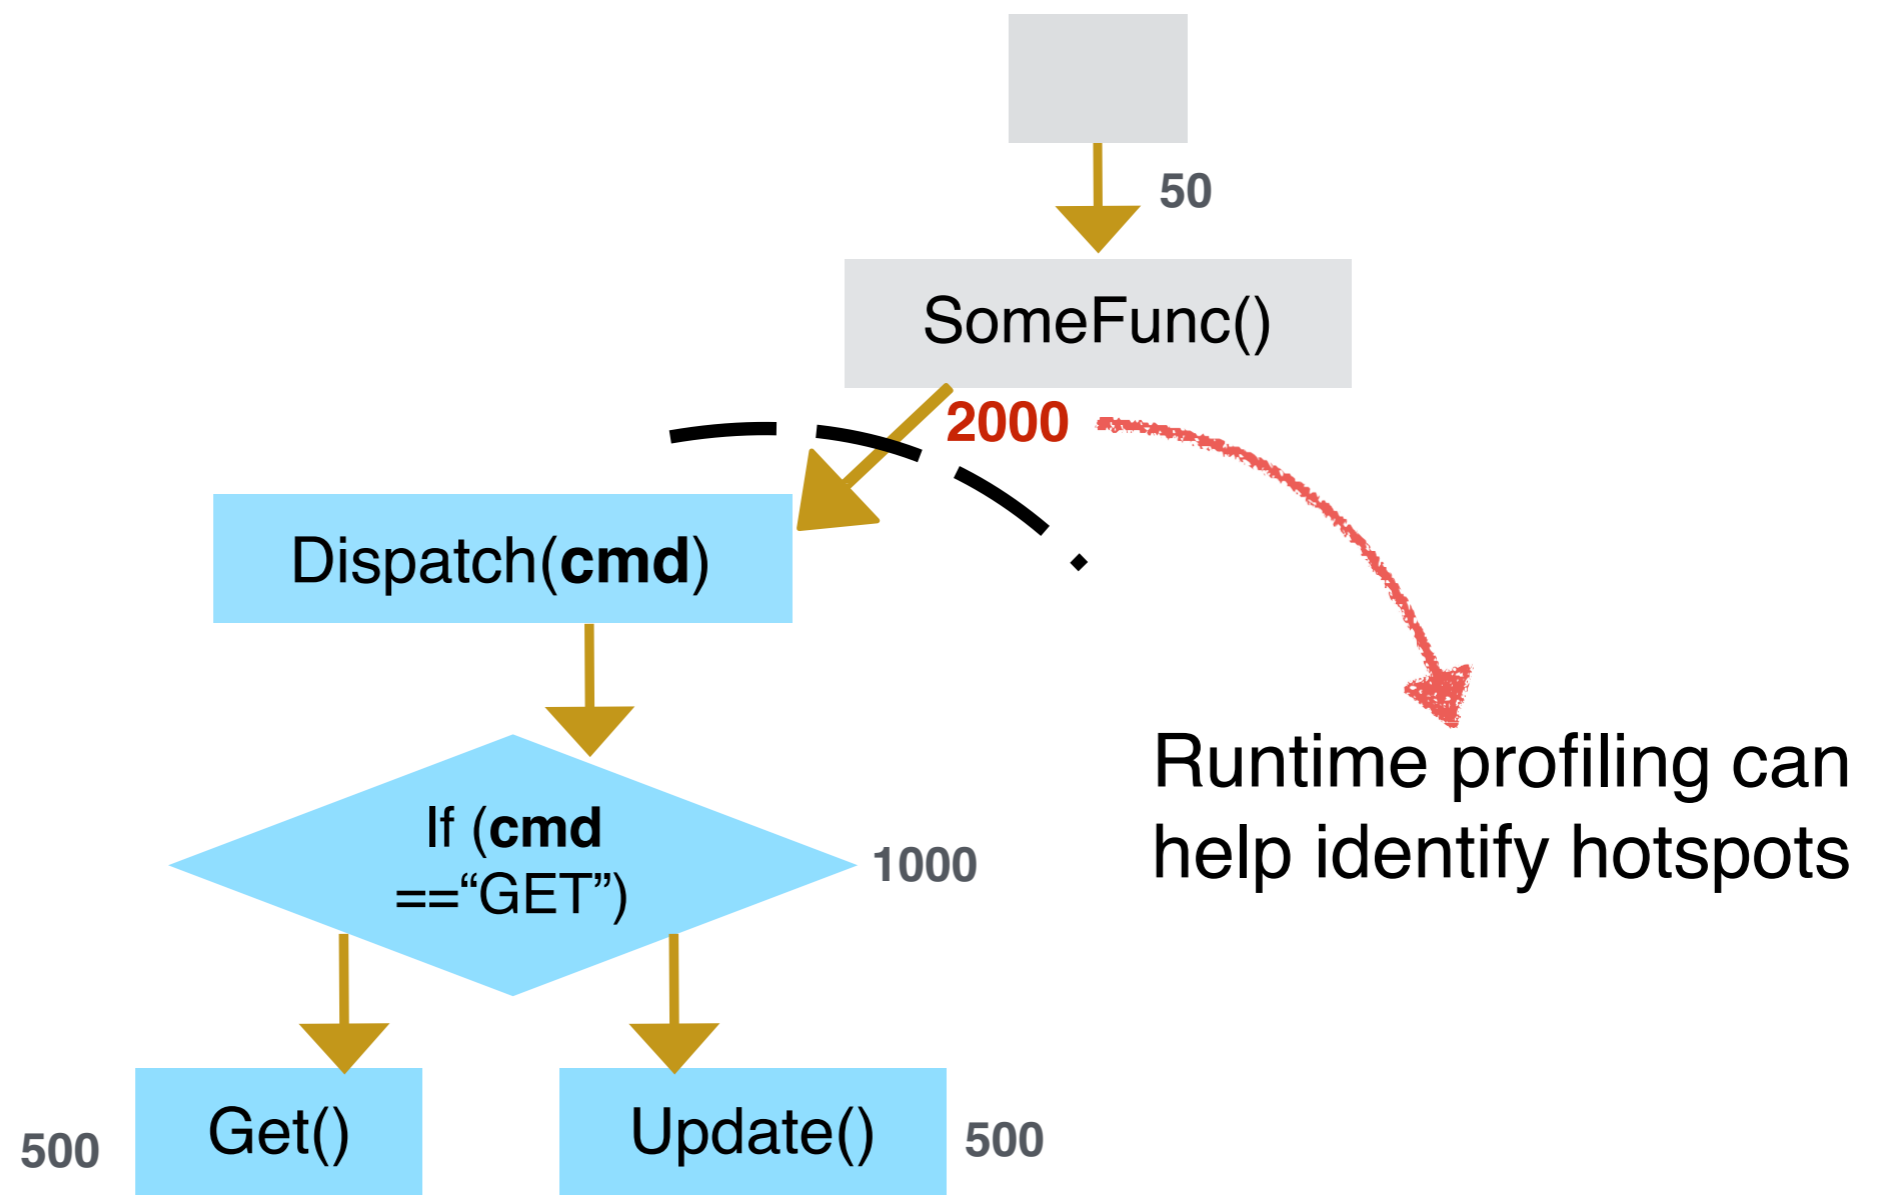 50
SomeFunc()
2000
Dispatch(cmd)
If (cmd
==“GET”)
1000
Runtime profiling can
help identify hotspots
500
Get()
Update()
500